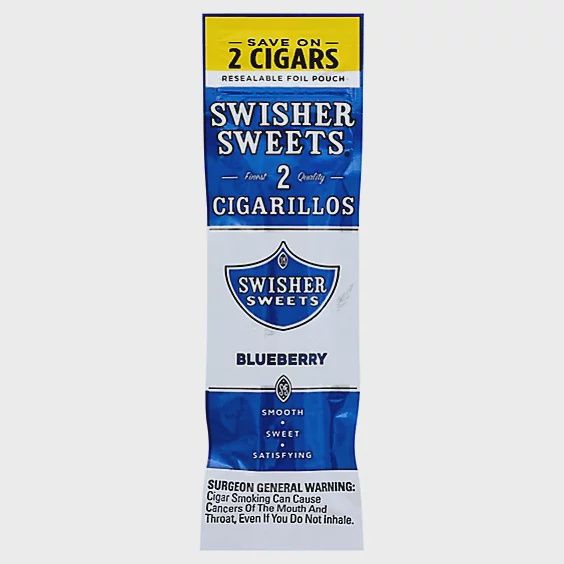 SAVE ON
2 CIGARS
RESEALABLE FOIL POUCH
SWISHER
SWEETS
Finest 2 Quality
CIGARILLOS
SWISHER
SWEETS
BLUEBERRY
SMOOTH
•
SWEET
•
SATISFYING
SURGEON GENERAL WARNING:
Cigar Smoking Can Cause
Cancers Of The Mouth And
Throat, Even If You Do Not Inhale.